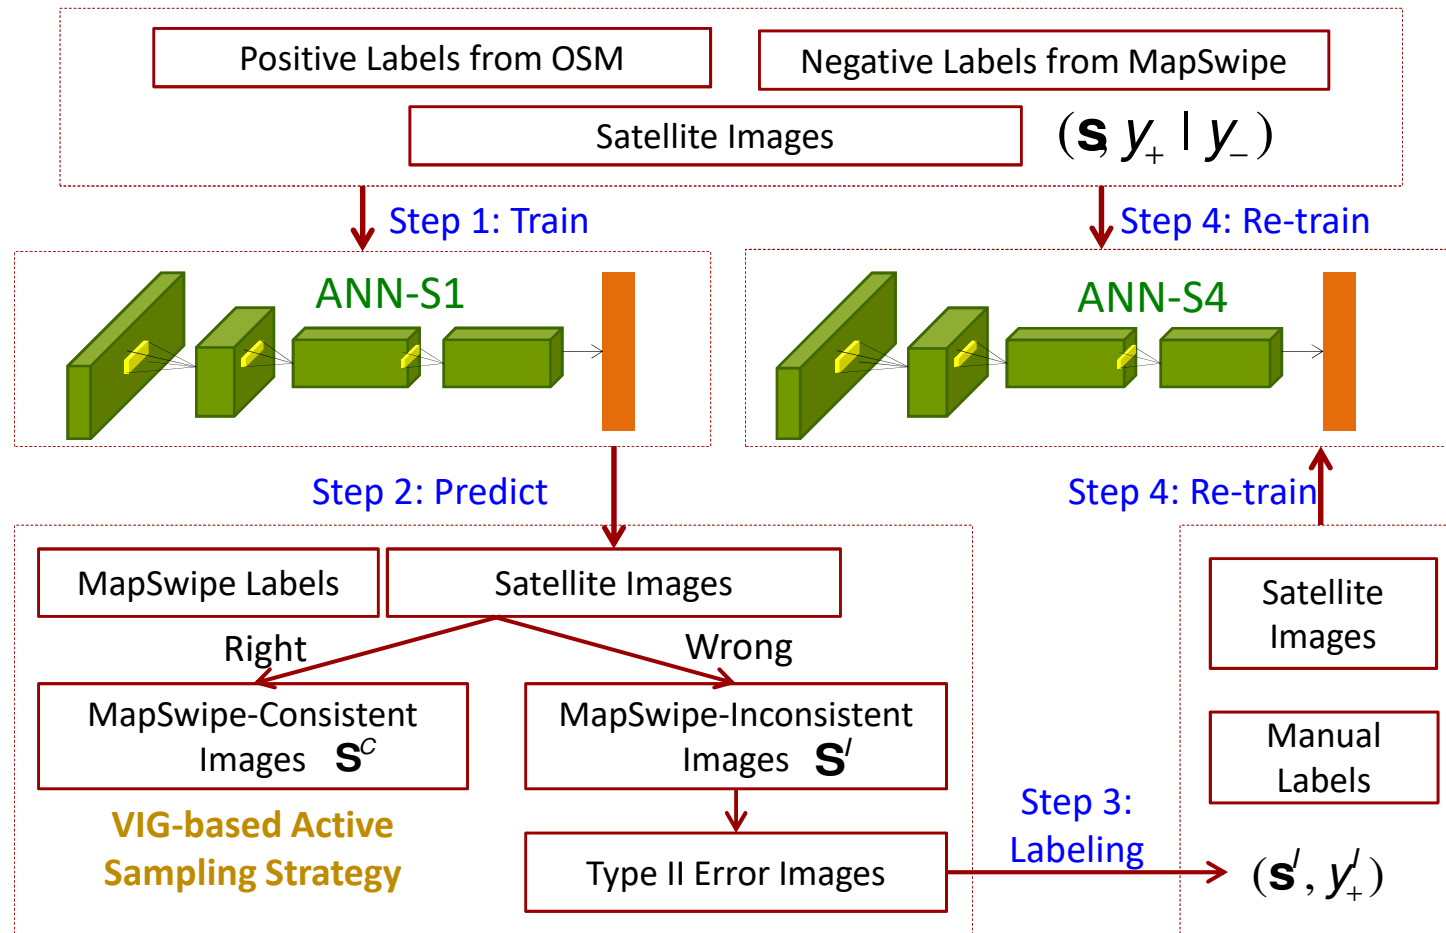 Positive Labels from OSM
Negative Labels from MapSwipe
Satellite Images
(s, y+ | y−)
Step 1: Train
Step 4: Re-train
ANN-S1
ANN-S4
Step 2: Predict
Step 4: Re-train
MapSwipe Labels
Satellite Images
Right
Wrong
MapSwipe-Consistent
Images S^C
MapSwipe-Inconsistent
Images S^I
VIG-based Active
Sampling Strategy
Type II Error Images
Step 3:
Labeling
Satellite
Images
Manual
Labels
(s^I, y+^I)